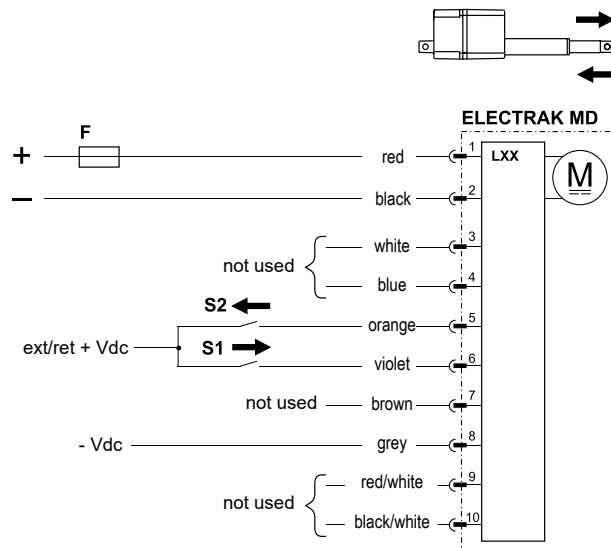 ELECTRAK MD
F
+ red 1 LXX
M
− black 2
white 3
not used
blue 4
S2
orange 5
ext/ret + Vdc
S1
violet 6
not used brown 7
- Vdc grey 8
red/white 9
not used
black/white 10